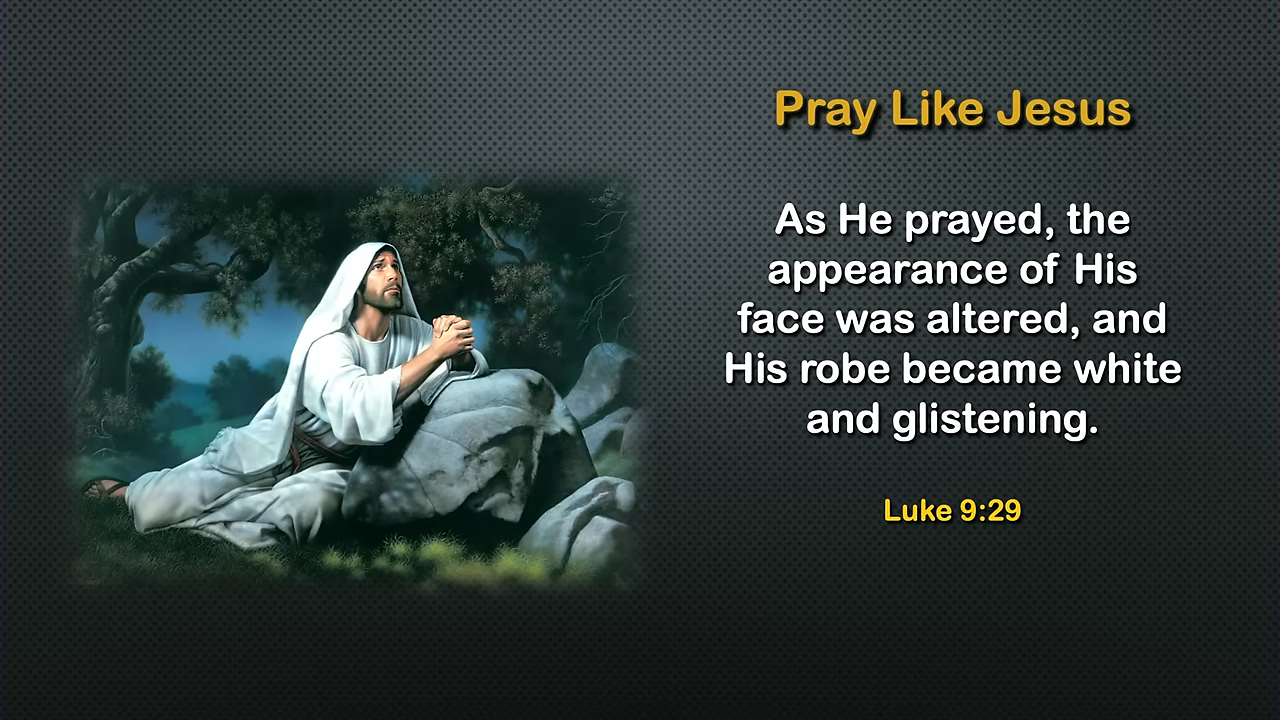 Pray Like Jesus
As He prayed, the
appearance of His
face was altered, and
His robe became white
and glistening.
Luke 9:29